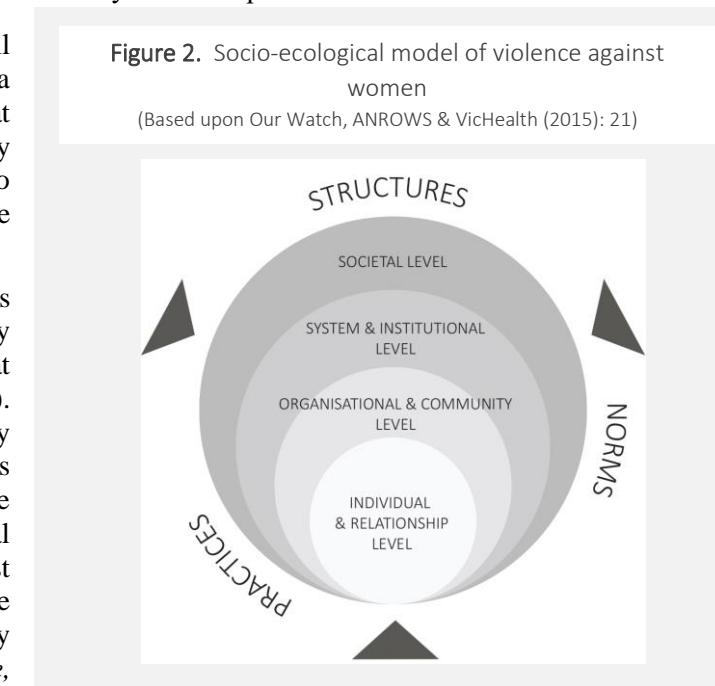 Figure 2. Socio-ecological model of violence against
women
(Based upon Our Watch, ANROWS & VicHealth (2015): 21)
STRUCTURES
SOCIETAL LEVEL
SYSTEM & INSTITUTIONAL
LEVEL
ORGANISATIONAL & COMMUNITY
LEVEL
NORMS
INDIVIDUAL
& RELATIONSHIP
LEVEL
PRACTICES